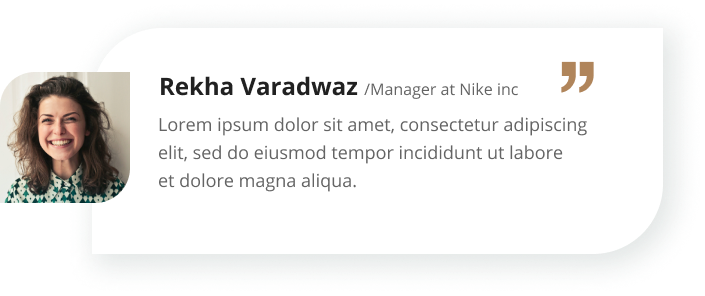 Rekha Varadwaz /Manager at Nike inc
Lorem ipsum dolor sit amet, consectetur adipiscing
elit, sed do eiusmod tempor incididunt ut labore
et dolore magna aliqua.